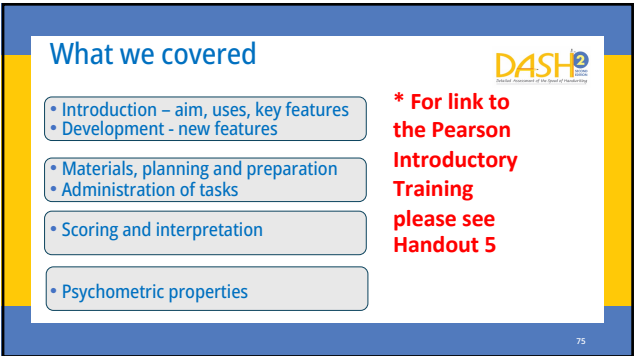 What we covered
DASH 2
SECOND EDITION
Detailed Assessment of the Speed of Handwriting
• Introduction – aim, uses, key features
• Development - new features
• Materials, planning and preparation
• Administration of tasks
• Scoring and interpretation
• Psychometric properties
* For link to
the Pearson
Introductory
Training
please see
Handout 5
75